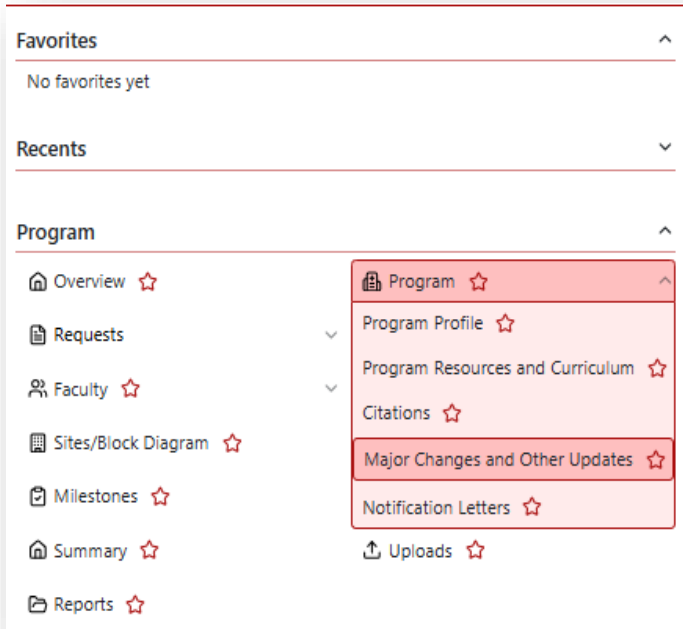 Favorites
No favorites yet
Recents
Program
Overview
Program
Requests
Program Profile
Program Resources and Curriculum
Faculty
Citations
Sites/Block Diagram
Major Changes and Other Updates
Milestones
Notification Letters
Summary
Uploads
Reports